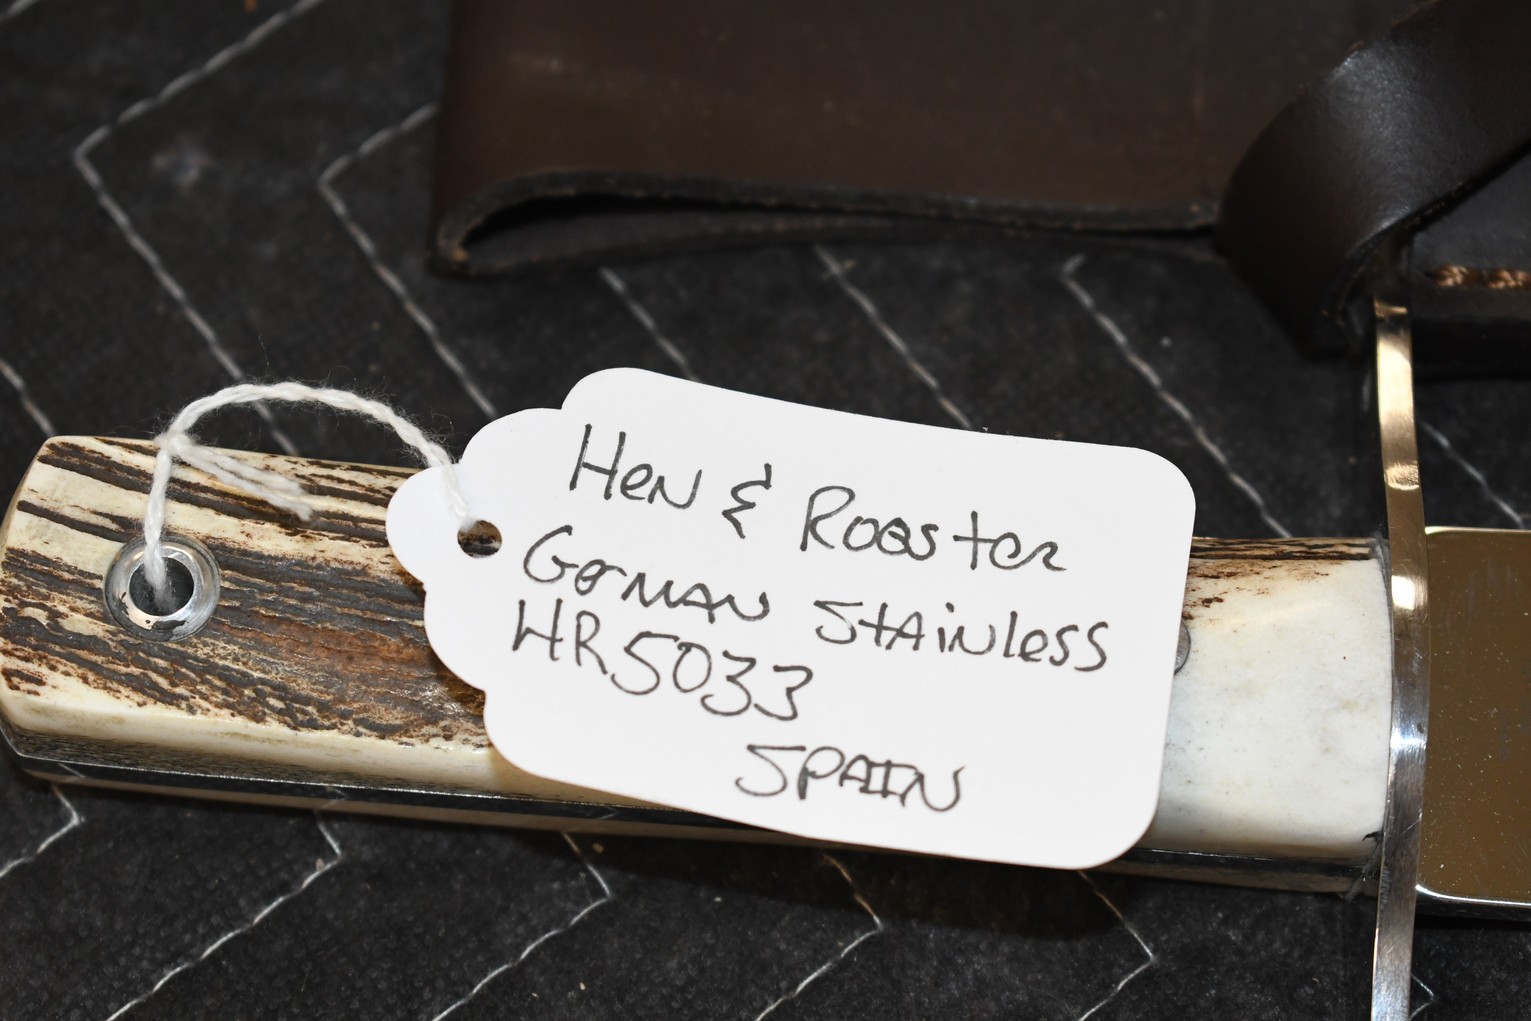 Hen & Rooster
German Stainless
HR5033
SPAIN